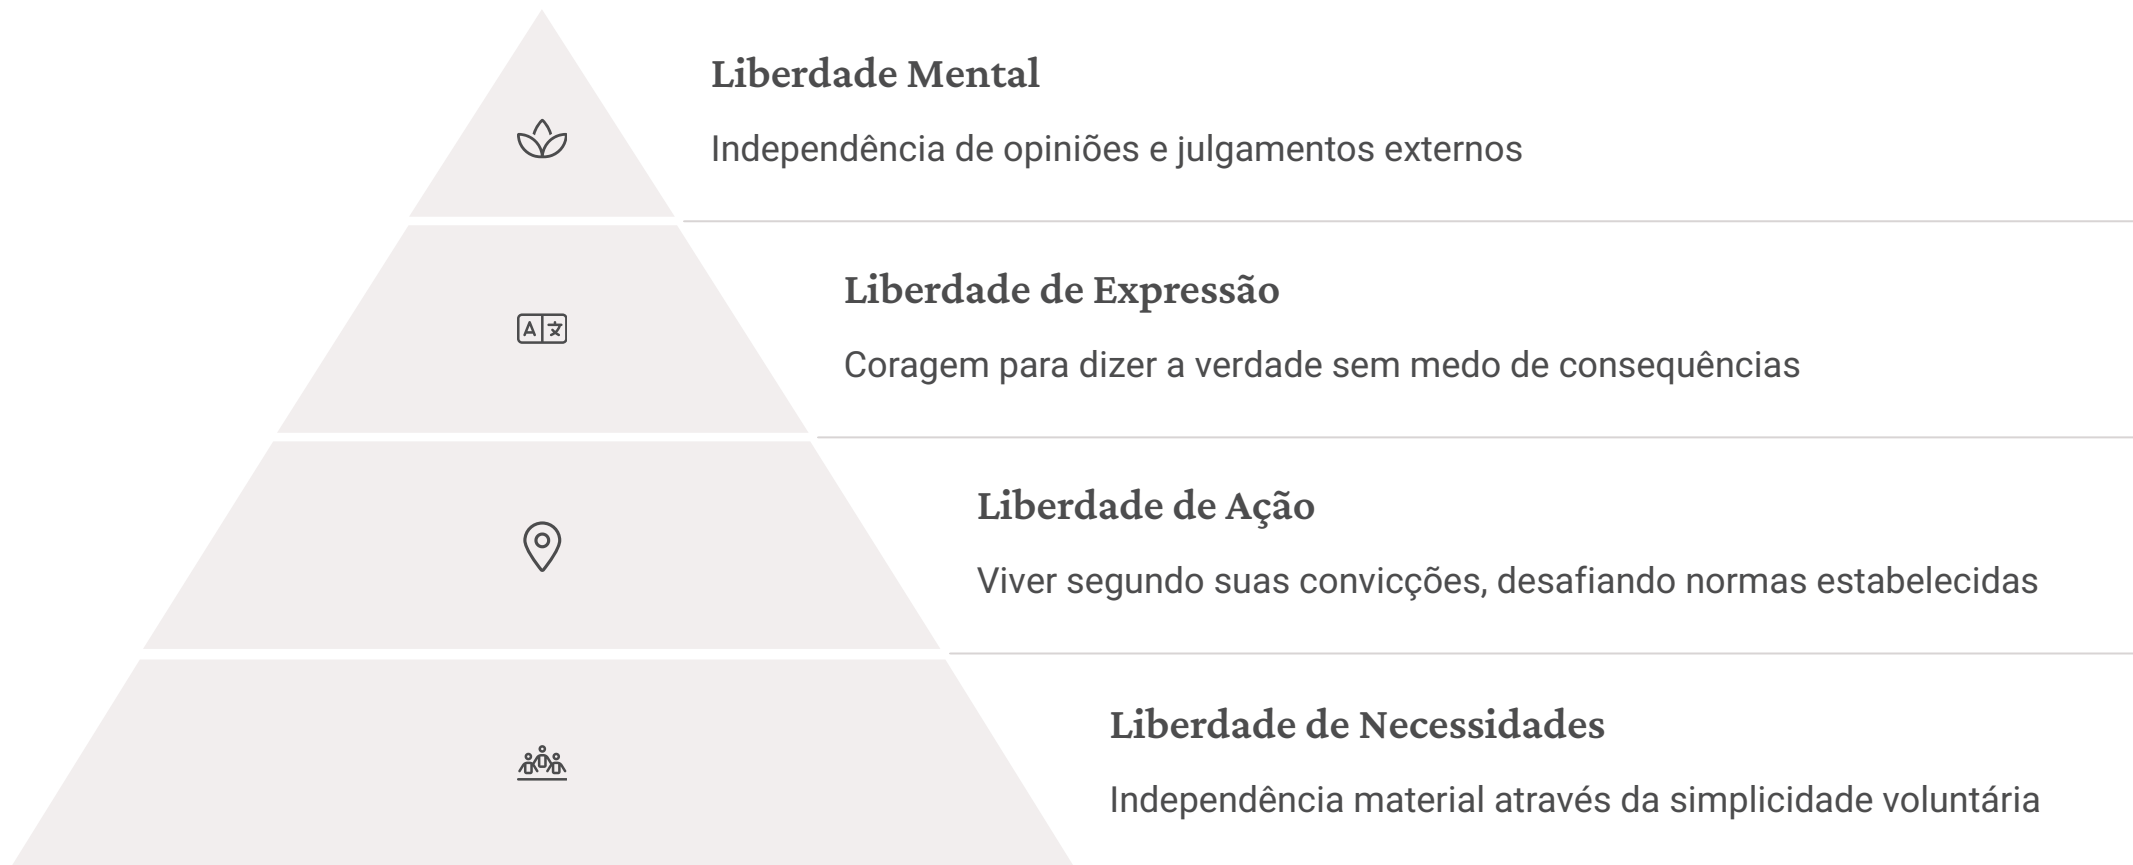 Liberdade Mental
Independência de opiniões e julgamentos externos
Liberdade de Expressão
A 文
Coragem para dizer a verdade sem medo de consequências
Liberdade de Ação
Viver segundo suas convicções, desafiando normas estabelecidas
Liberdade de Necessidades
Independência material através da simplicidade voluntária